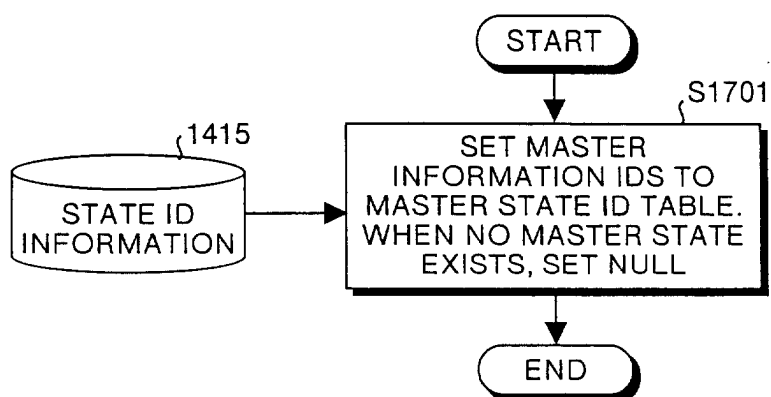 START
S1701
1415
SET MASTER
INFORMATION IDS TO
MASTER STATE ID TABLE.
WHEN NO MASTER STATE
EXISTS, SET NULL
STATE ID
INFORMATION
END